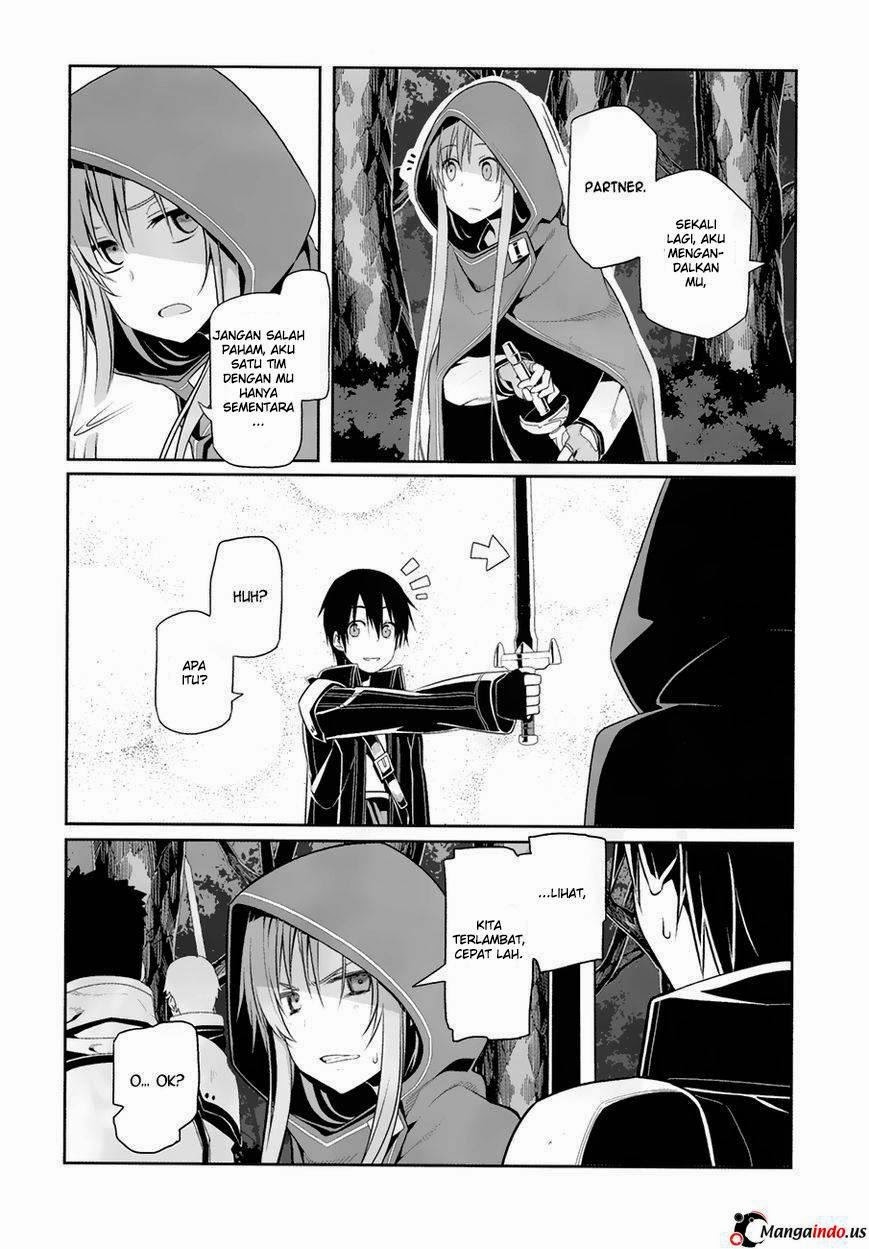 PARTNER.
SEKALI
LAGI, AKU
MENGAN-
DALKAN
MU,
JANGAN SALAH
PAHAM, AKU
SATU TIM
DENGAN MU
HANYA
SEMENTARA
...
HUH?
APA
ITU?
...LIHAT,
KITA
TERLAMBAT,
CEPAT LAH.
O... OK?
Mangaindo.us